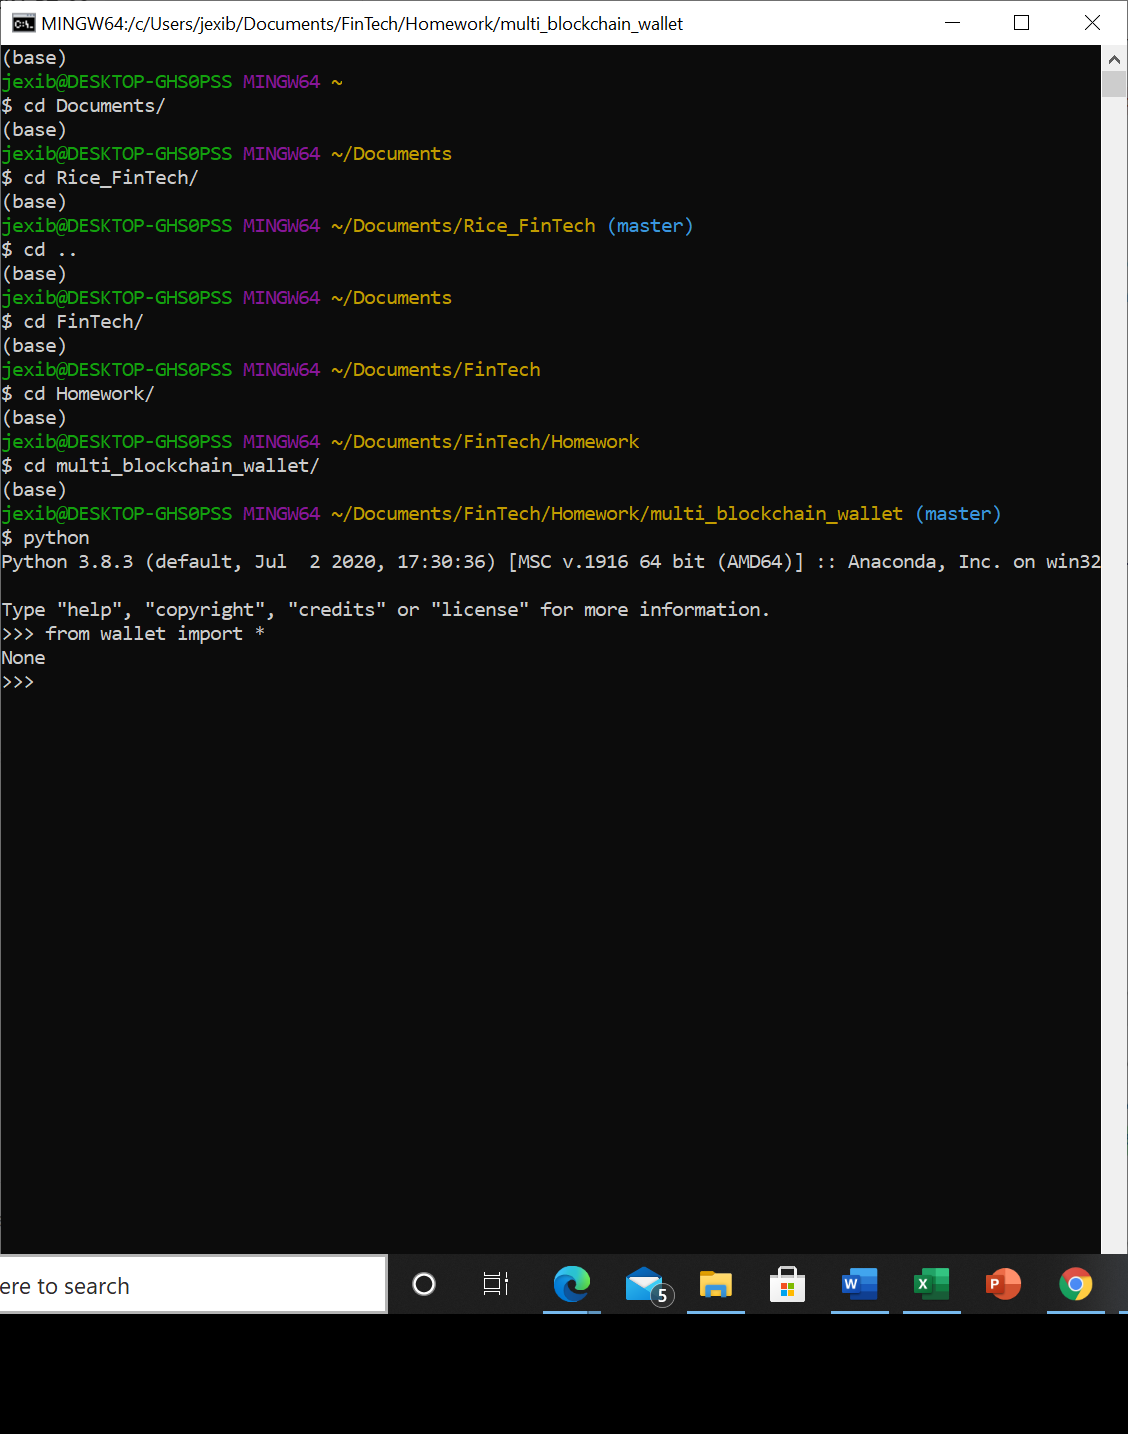 MINGW64:/c/Users/jexib/Documents/FinTech/Homework/multi_blockchain_wallet
(base)
jexib@DESKTOP-GHS0PSS MINGW64 ~
$ cd Documents/
(base)
jexib@DESKTOP-GHS0PSS MINGW64 ~/Documents
$ cd Rice_FinTech/
(base)
jexib@DESKTOP-GHS0PSS MINGW64 ~/Documents/Rice_FinTech (master)
$ cd ..
(base)
jexib@DESKTOP-GHS0PSS MINGW64 ~/Documents
$ cd FinTech/
(base)
jexib@DESKTOP-GHS0PSS MINGW64 ~/Documents/FinTech
$ cd Homework/
(base)
jexib@DESKTOP-GHS0PSS MINGW64 ~/Documents/FinTech/Homework
$ cd multi_blockchain_wallet/
(base)
jexib@DESKTOP-GHS0PSS MINGW64 ~/Documents/FinTech/Homework/multi_blockchain_wallet (master)
$ python
Python 3.8.3 (default, Jul  2 2020, 17:30:36) [MSC v.1916 64 bit (AMD64)] :: Anaconda, Inc. on win32
Type "help", "copyright", "credits" or "license" for more information.
>>> from wallet import *
None
>>>
ere to search
5
W
X
P